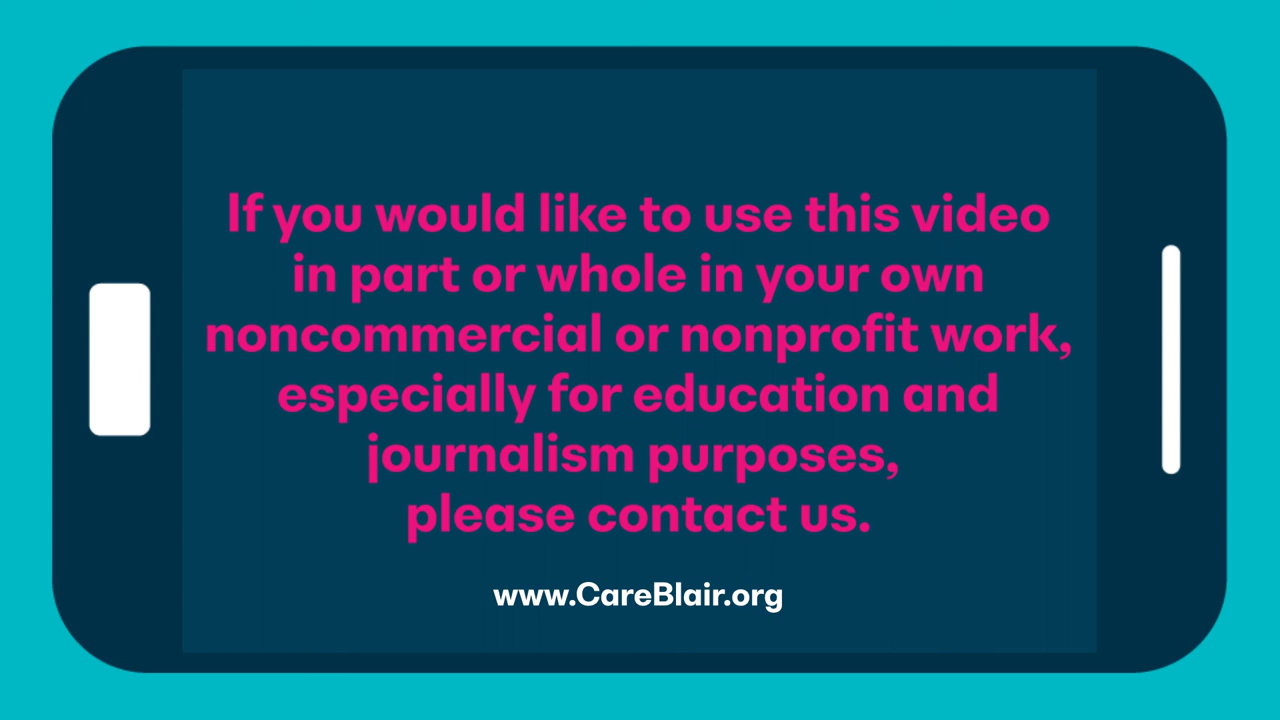 If you would like to use this video
in part or whole in your own
noncommercial or nonprofit work,
especially for education and
journalism purposes,
please contact us.
www.CareBlair.org